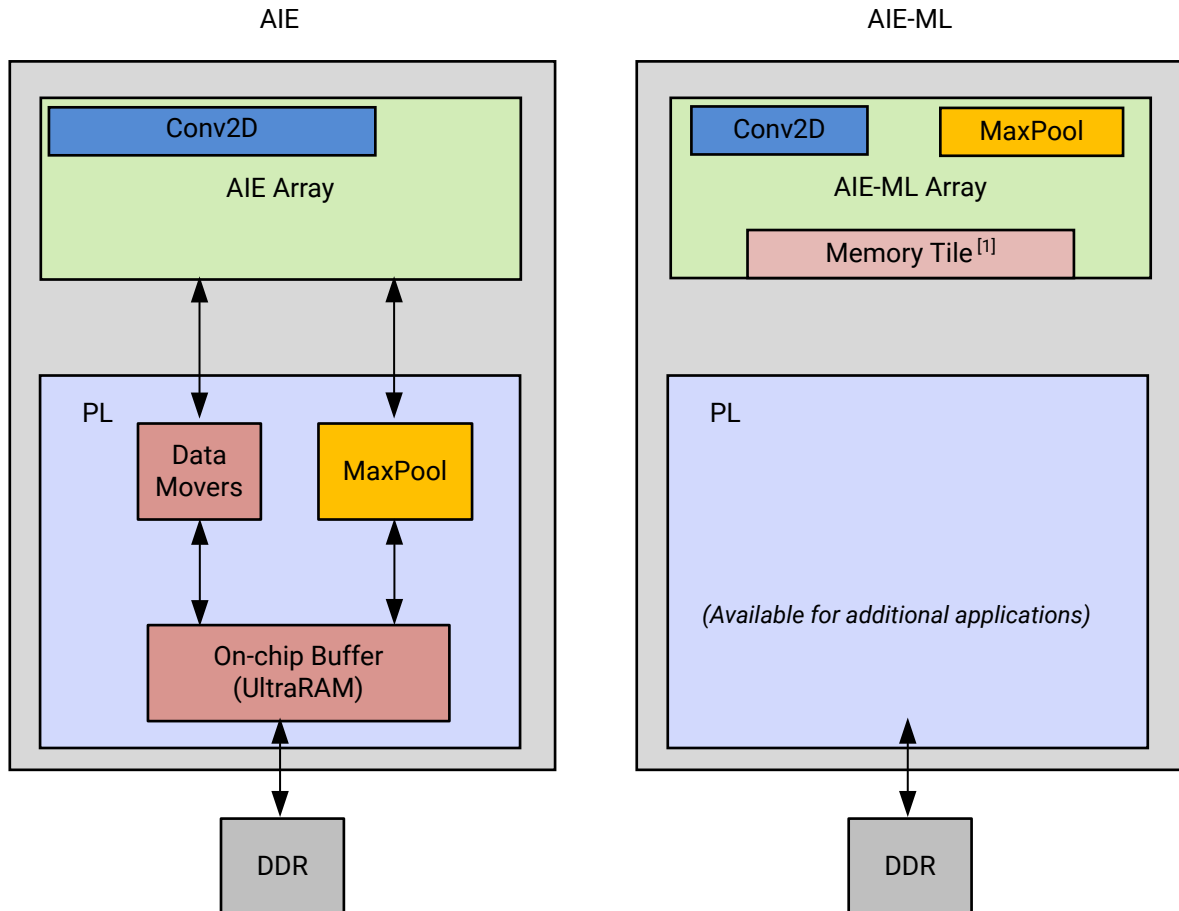 AIE
Conv2D
AIE Array
PL
Data
Movers
MaxPool
On-chip Buffer
(UltraRAM)
DDR
AIE-ML
Conv2D
MaxPool
AIE-ML Array
Memory Tile [1]
PL
(Available for additional applications)
DDR